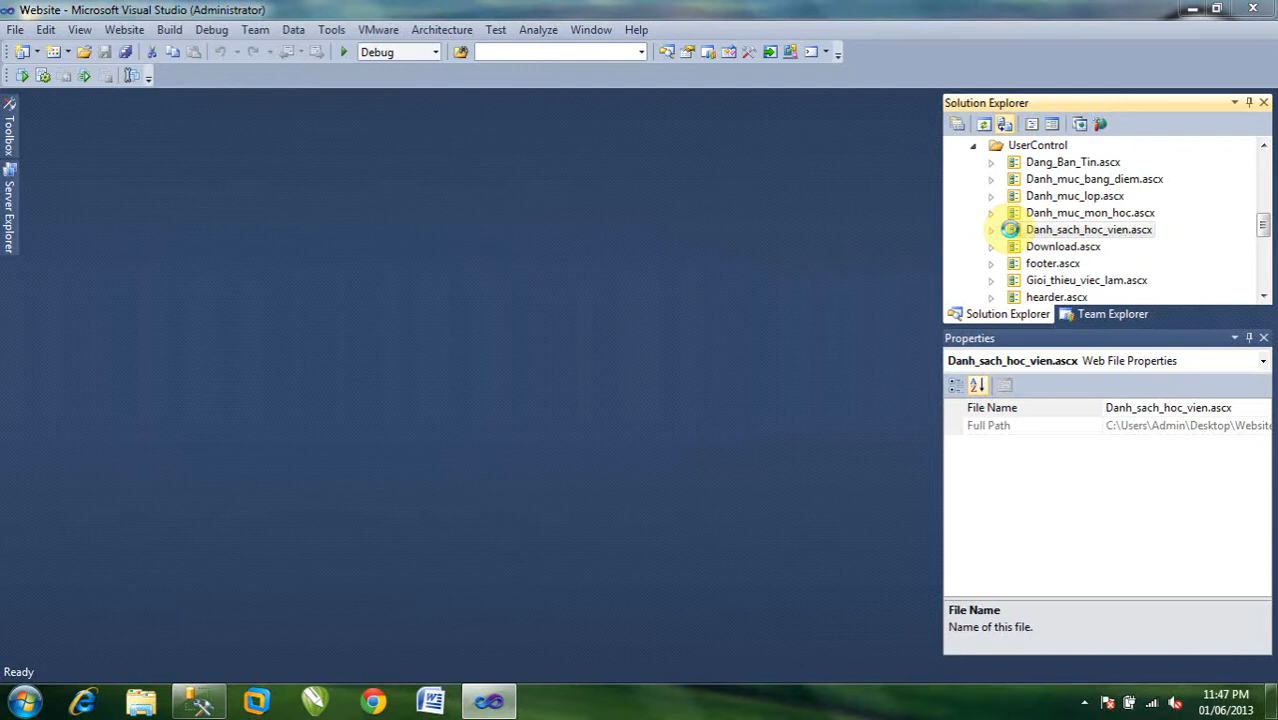 Website - Microsoft Visual Studio (Administrator)
File Edit View Website Build Debug Team Data Tools VMware Architecture Test Analyze Window Help
Debug
Toolbox
Server Explorer
Solution Explorer
UserControl
Dang_Ban_Tin.ascx
Danh_muc_bang_diem.ascx
Danh_muc_lop.ascx
Danh_muc_mon_hoc.ascx
Danh_sach_hoc_vien.ascx
Download.ascx
footer.ascx
Gioi_thieu_viec_lam.ascx
hearder.ascx
Solution Explorer Team Explorer
Properties
Danh_sach_hoc_vien.ascx Web File Properties
File Name Danh_sach_hoc_vien.ascx
Full Path C:\Users\Admin\Desktop\Website
File Name
Name of this file.
Ready
11:47 PM
01/06/2013